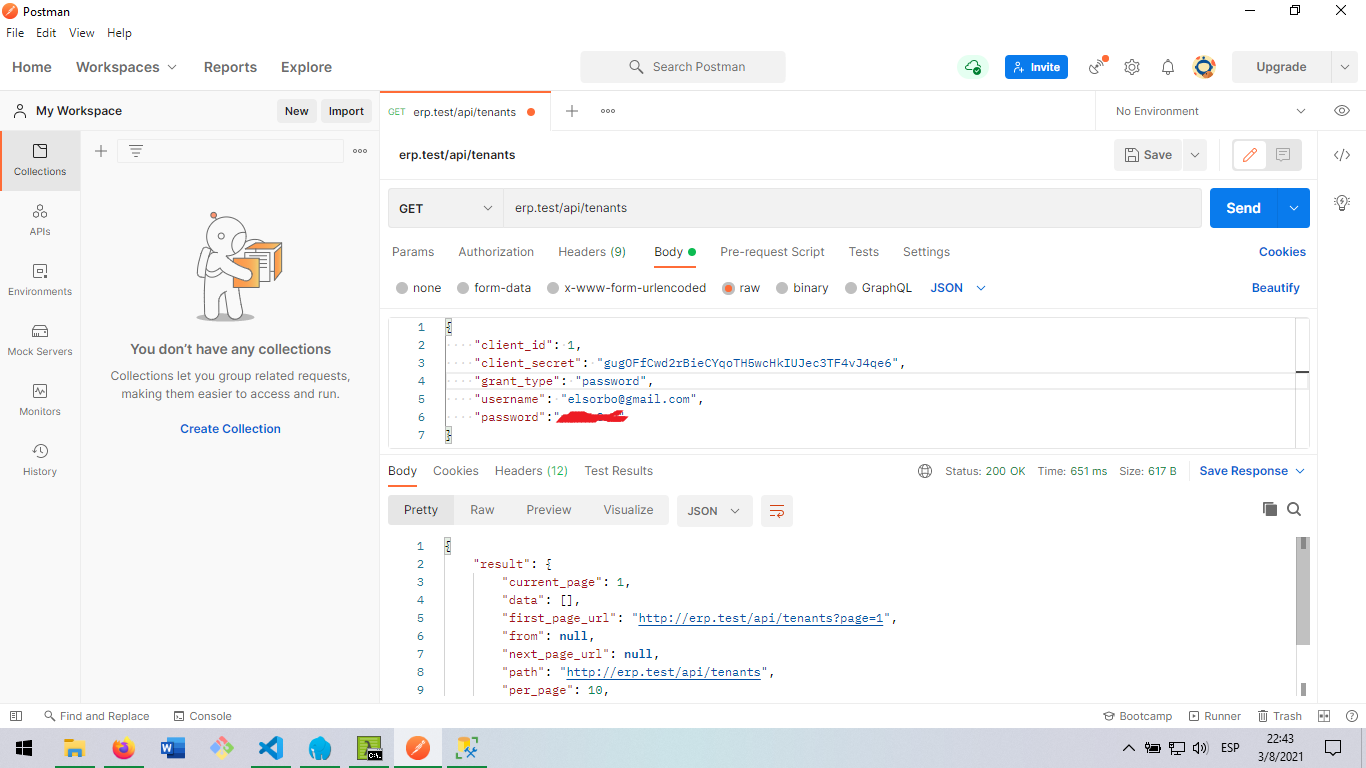 Postman
File Edit View Help
Home Workspaces Reports Explore Search Postman Invite Upgrade
My Workspace New Import GET erp.test/api/tenants No Environment
Collections
APIs
Environments
Mock Servers
Monitors
History
You don't have any collections
Collections let you group related requests,
making them easier to access and run.
Create Collection
erp.test/api/tenants Save
GET erp.test/api/tenants Send
Params Authorization Headers (9) Body Pre-request Script Tests Settings Cookies
none form-data x-www-form-urlencoded raw binary GraphQL JSON Beautify
1 {
2 "client_id": 1,
3 "client_secret": "gugOFfCwd2rBieCYqoTH5wcHkIUJec3TF4vJ4qe6",
4 "grant_type": "password",
5 "username": "elsorbo@gmail.com",
6 "password":"
7 }
Body Cookies Headers (12) Test Results Status: 200 OK Time: 651 ms Size: 617 B Save Response
Pretty Raw Preview Visualize JSON
1 {
2 "result": {
3 "current_page": 1,
4 "data": [],
5 "first_page_url": "http://erp.test/api/tenants?page=1",
6 "from": null,
7 "next_page_url": null,
8 "path": "http://erp.test/api/tenants",
9 "per_page": 10,
Find and Replace Console Bootcamp Runner Trash
ESP 22:43
3/8/2021